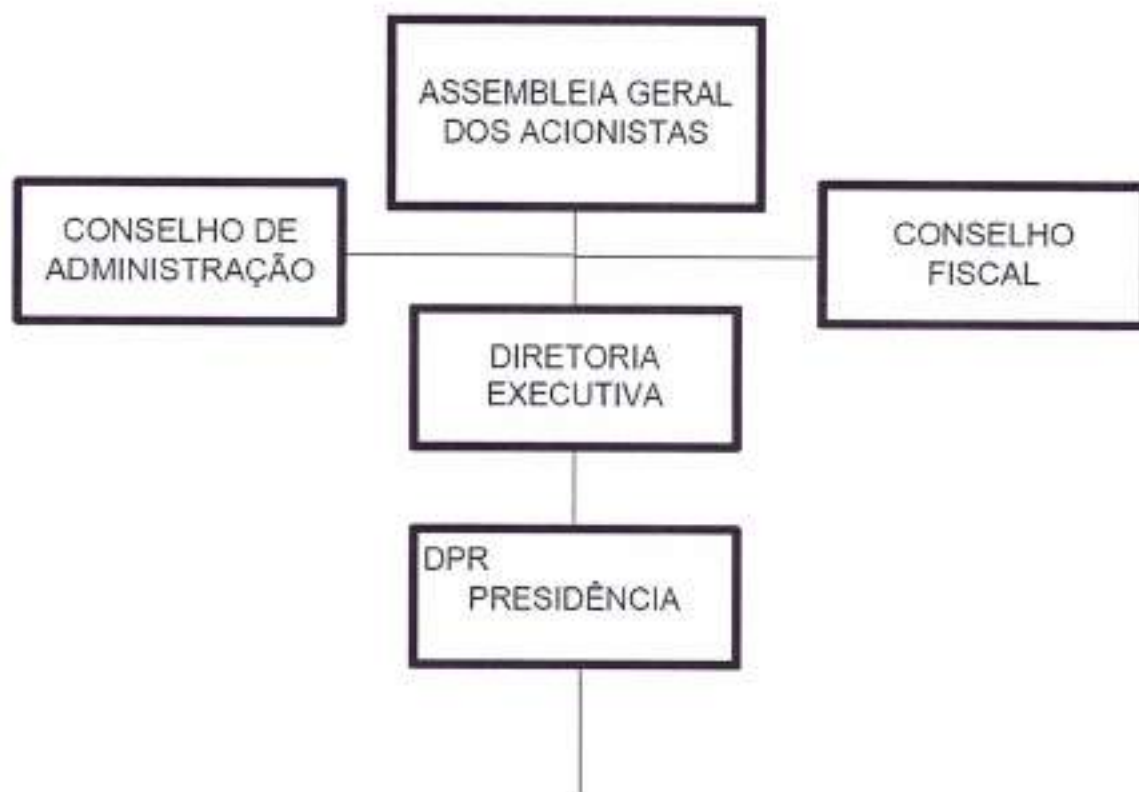 ASSEMBLEIA GERAL
DOS ACIONISTAS
CONSELHO DE
ADMINISTRAÇÃO
CONSELHO
FISCAL
DIRETORIA
EXECUTIVA
DPR
PRESIDÊNCIA